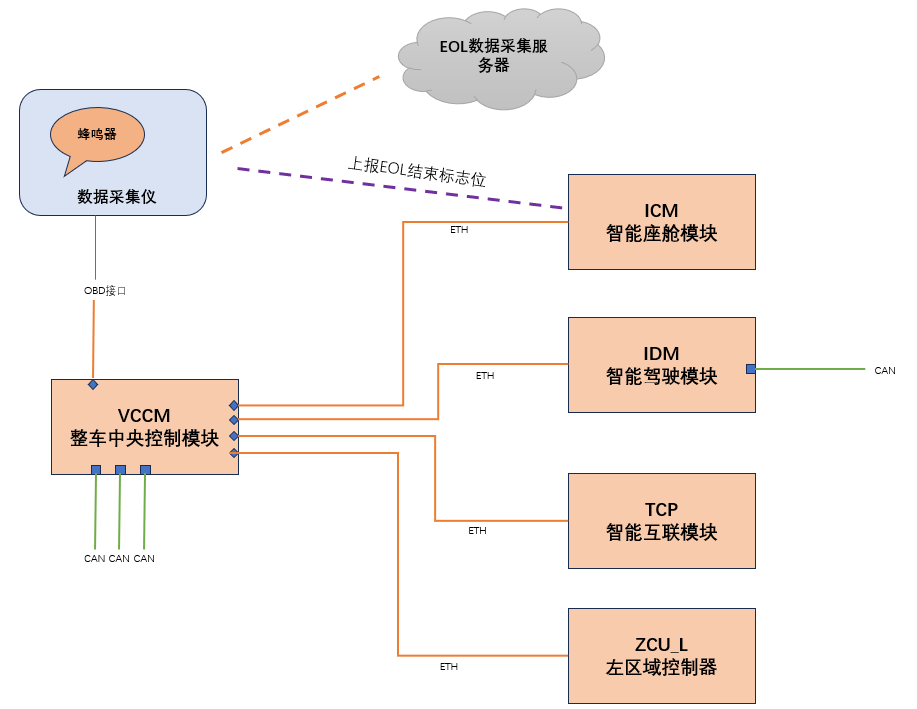 EOL数据采集服
务器
蜂鸣器
数据采集仪
上报EOL结束标志位
ICM
智能座舱模块
ETH
OBD接口
IDM
智能驾驶模块
CAN
ETH
VCCM
整车中央控制模块
TCP
智能互联模块
ETH
CAN CAN CAN
ZCU_L
左区域控制器
ETH